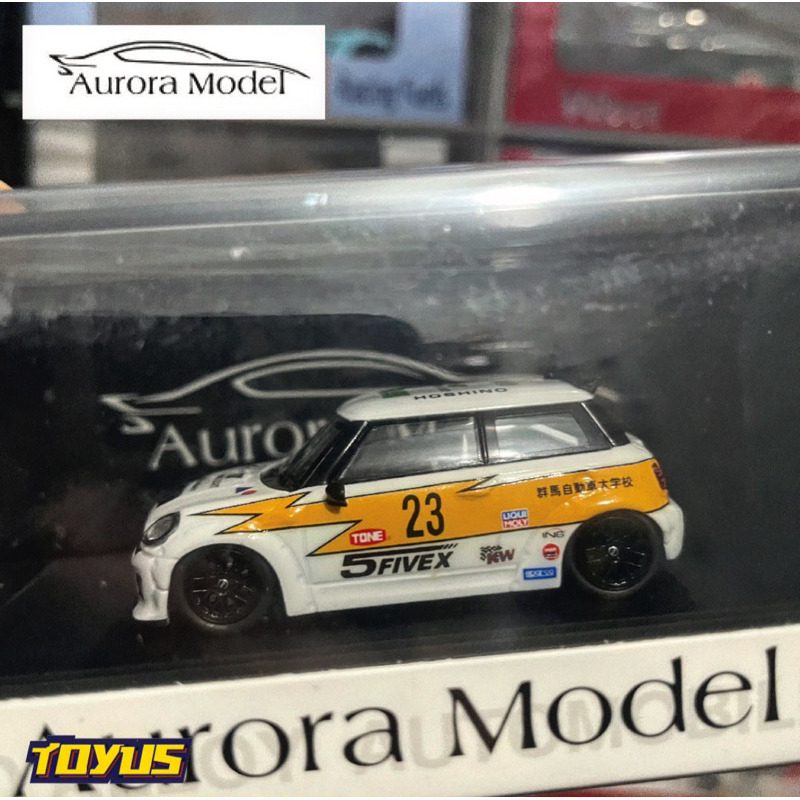 Aurora Model
HOSHINO
群馬自動車大学校
23
LIQUI
MOLY
TONE
5FIVEX
KW
ING
Aurora Model
TOYUS